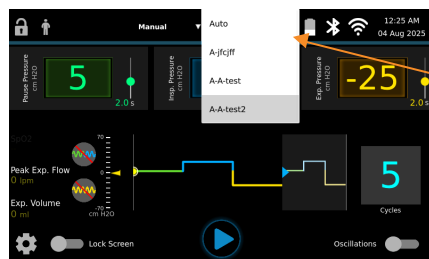 Manual ▼
Auto
A-jfcjff
A-A-test
A-A-test2
12:25 AM
04 Aug 2025
Pause Pressure
cm H2O
5
2.0 s
Insp. Pressure
cm H2O
Exp. Pressure
cm H2O
-25
2.0 s
SpO2
Peak Exp. Flow
0 lpm
Exp. Volume
0 ml
70
0
-70
cm H2O
5
Cycles
Lock Screen
Oscillations